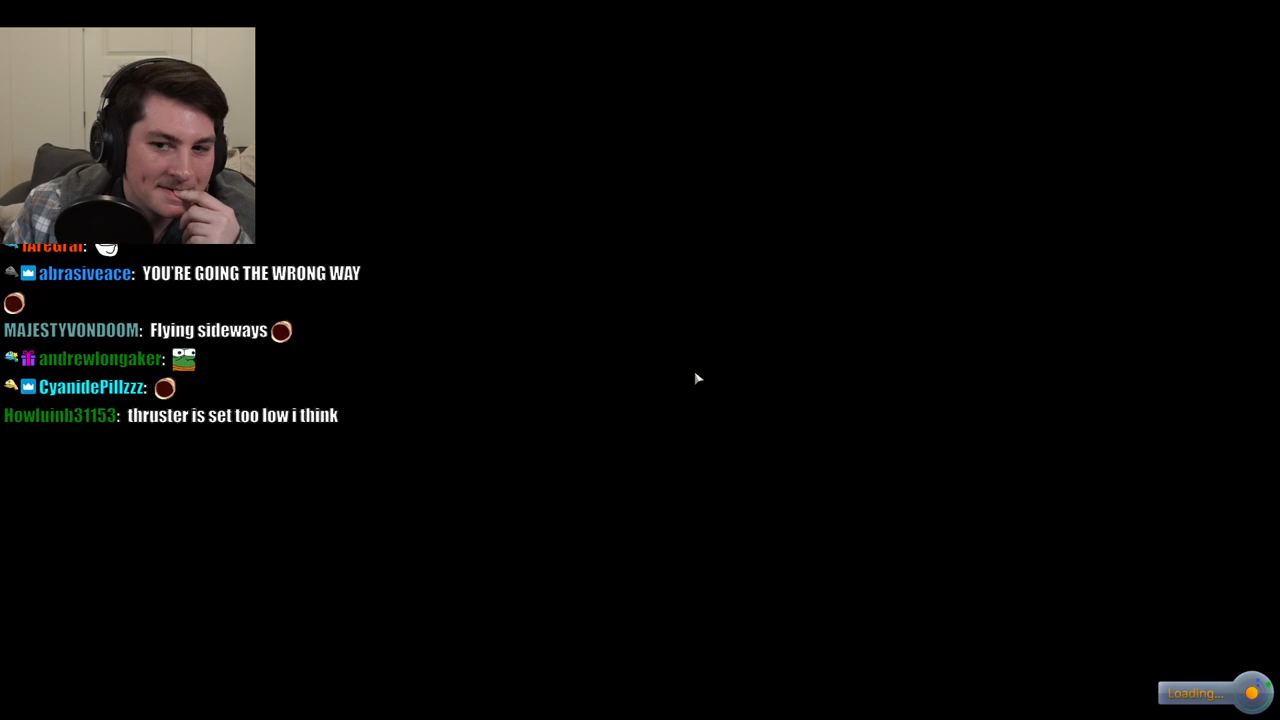 abrasiveace: YOU'RE GOING THE WRONG WAY
MAJESTYVONDOOM: Flying sideways
andrewlongaker:
CyanidePillzzz:
Howluinb31153: thruster is set too low i think
Loading...